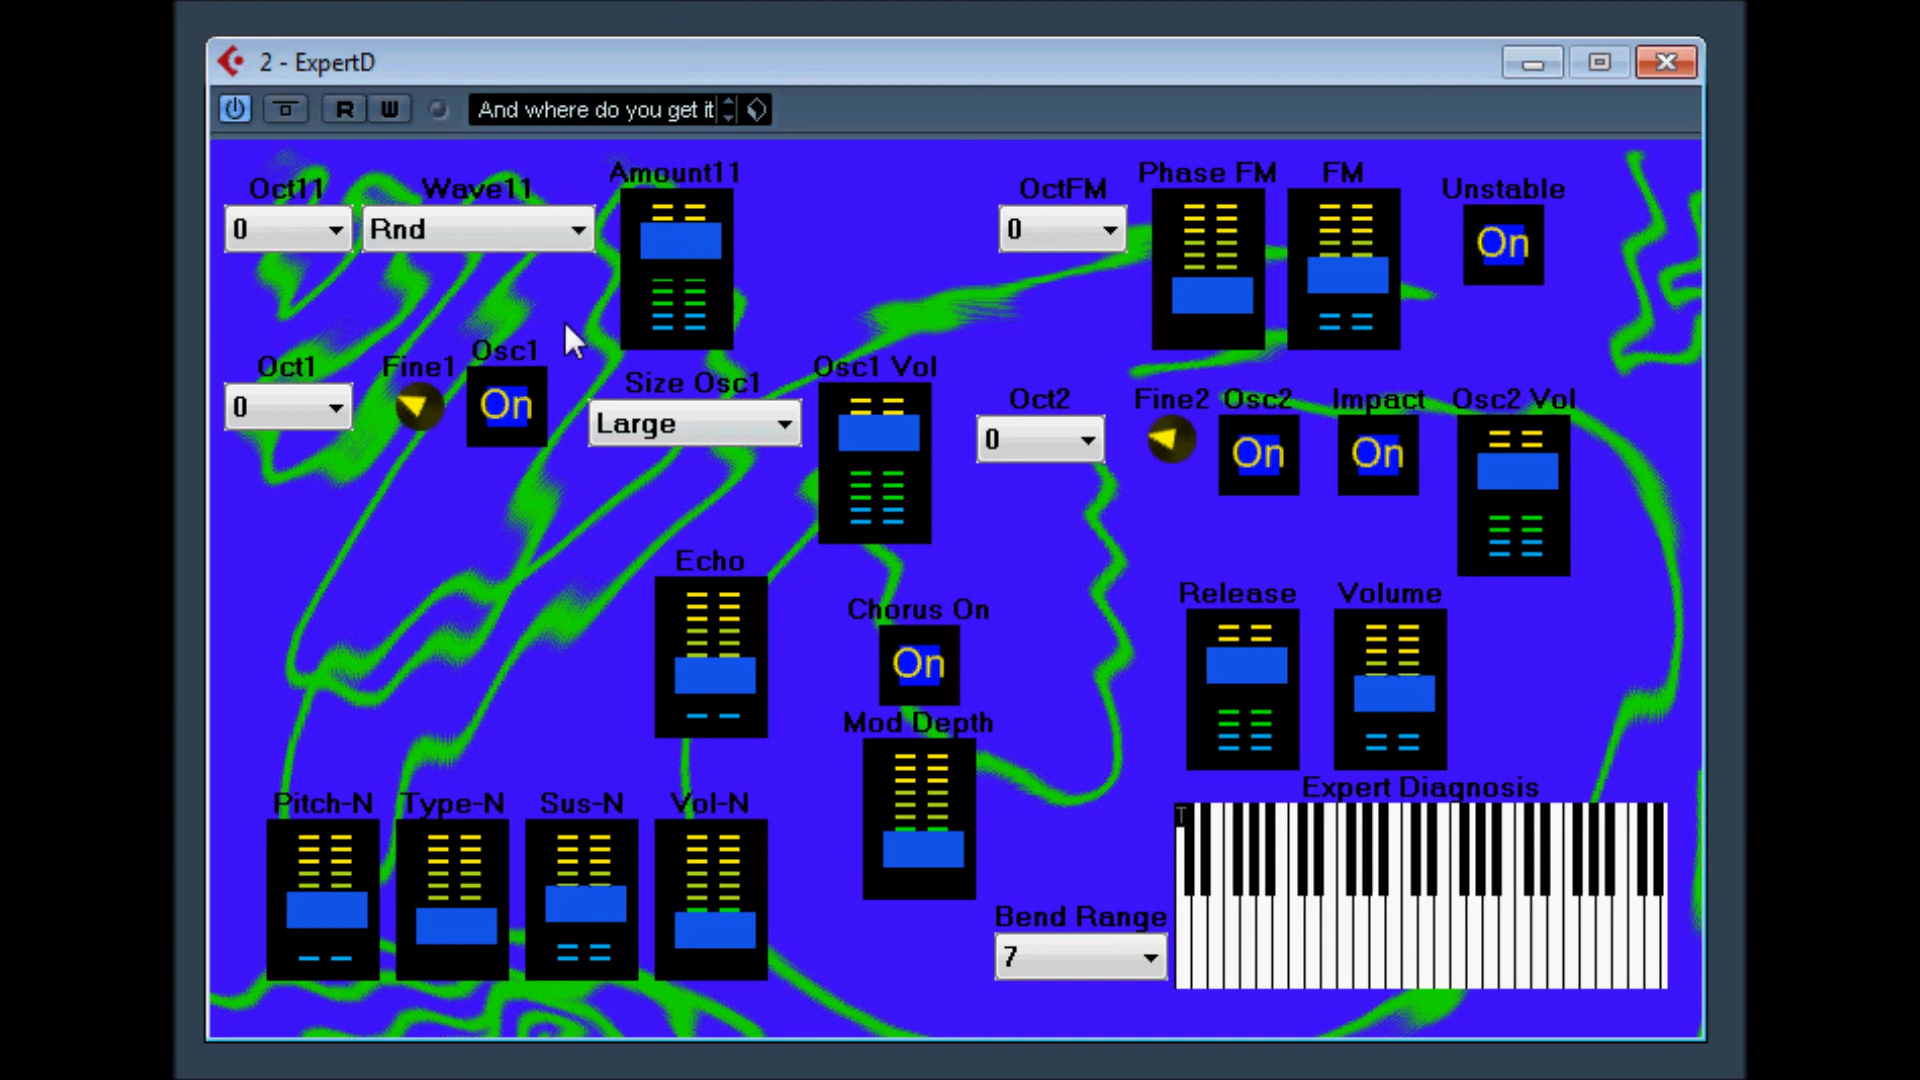 2 - ExpertD
R W And where do you get it
Oct11 Wave11 Amount11 OctFM Phase FM FM Unstable
0 Rnd 0 On
Oct1 Fine1 Osc1 Size Osc1 Osc1 Vol Oct2 Fine2 Osc2 Impact Osc2 Vol
0 On Large 0 On On
Echo Chorus On Release Volume
On
Mod Depth
Pitch-N Type-N Sus-N Vol-N Expert Diagnosis
T
Bend Range
7